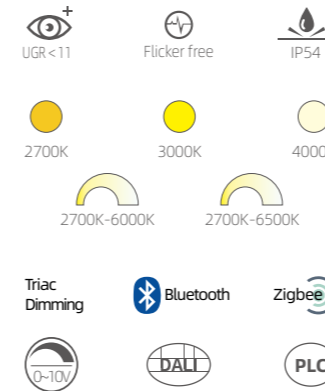 UGR<11 Flicker free IP54
2700K 3000K 4000
2700K-6000K 2700K-6500K
Triac
Dimming Bluetooth Zigbee
0~10V DALI PLC